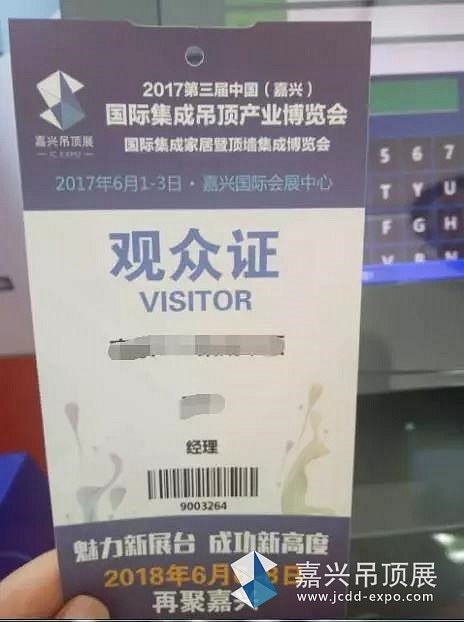 2017第三届中国（嘉兴）
国际集成吊顶产业博览会
国际集成家居暨顶墙集成博览会
嘉兴吊顶展
IC EXPO
2017年6月1-3日·嘉兴国际会展中心
5 6 7
T Y U
F G H
V B N
观众证
VISITOR
经理
9003264
魅力新展台 成功新高度
2018年6月
3日
再聚嘉兴
嘉兴吊顶展
www.jcdd-expo.com